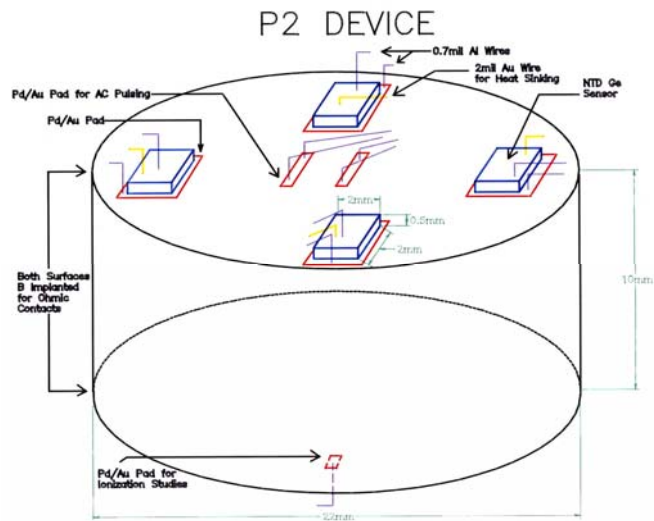 P2 DEVICE
0.7mil Al Wires
2mil Au Wire
for Heat Sinking
NTD Ge
Sensor
Pd/Au Pad for AC Pulsing
Pd/Au Pad
2mm
0.5mm
2mm
Both Surfaces
B Implanted
for Ohmic
Contacts
10mm
Pd/Au Pad for
Ionization Studies
22mm